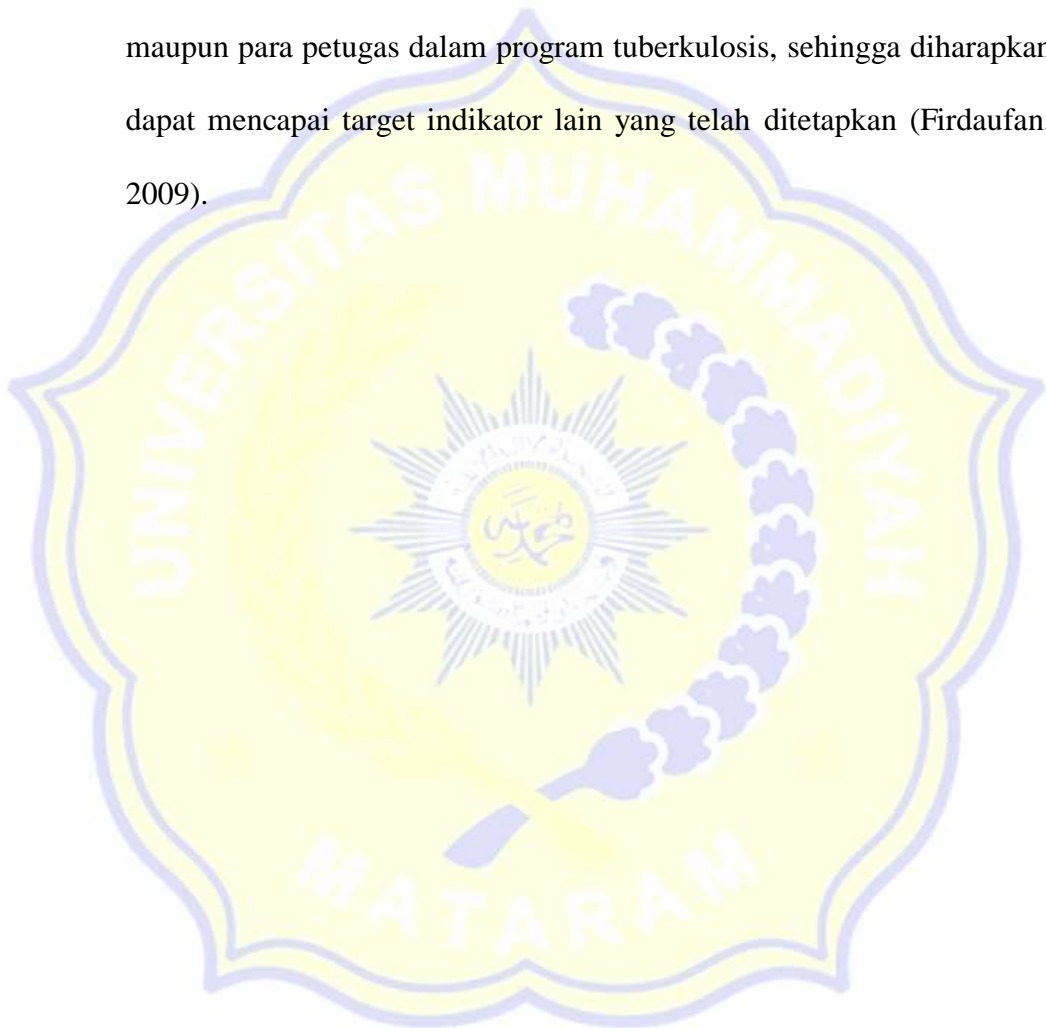 maupun para petugas dalam program tuberkulosis, sehingga diharapkan
dapat mencapai target indikator lain yang telah ditetapkan (Firdaufan,
2009).
UNIVERSITAS MUHAMMADIYAH
MATARAM